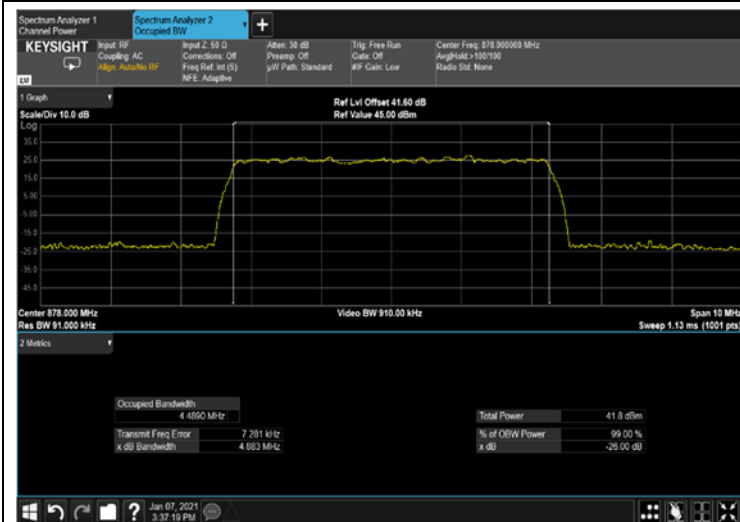 Spectrum Analyzer 1
Channel Power
Spectrum Analyzer 2
Occupied BW
+
KEYSIGHT
Input: RF
Coupling: AC
Align: Auto/No RF
Input Z: 50 Ω
Corrections: Off
Freq Ref: Int (S)
NFE: Adaptive
Atten: 30 dB
Preamp: Off
µW Path: Standard
Trig: Free Run
Gate: Off
#IF Gain: Low
Center Freq: 878.000000 MHz
Avg|Hold:>100/100
Radio Std: None
1 Graph
Scale/Div 10.0 dB
Ref Lvl Offset 41.60 dB
Ref Value 45.00 dBm
Log
35.0
25.0
15.0
5.00
-5.00
-15.0
-25.0
-35.0
-45.0
Center 878.000 MHz
Res BW 91.000 kHz
Video BW 910.00 kHz
Span 10 MHz
Sweep 1.13 ms (1001 pts)
2 Metrics
Occupied Bandwidth
4.4890 MHz
Transmit Freq Error 7.281 kHz
x dB Bandwidth 4.883 MHz
Total Power 41.8 dBm
% of OBW Power 99.00 %
x dB -26.00 dB
?
Jan 07, 2021
3:37:19 PM